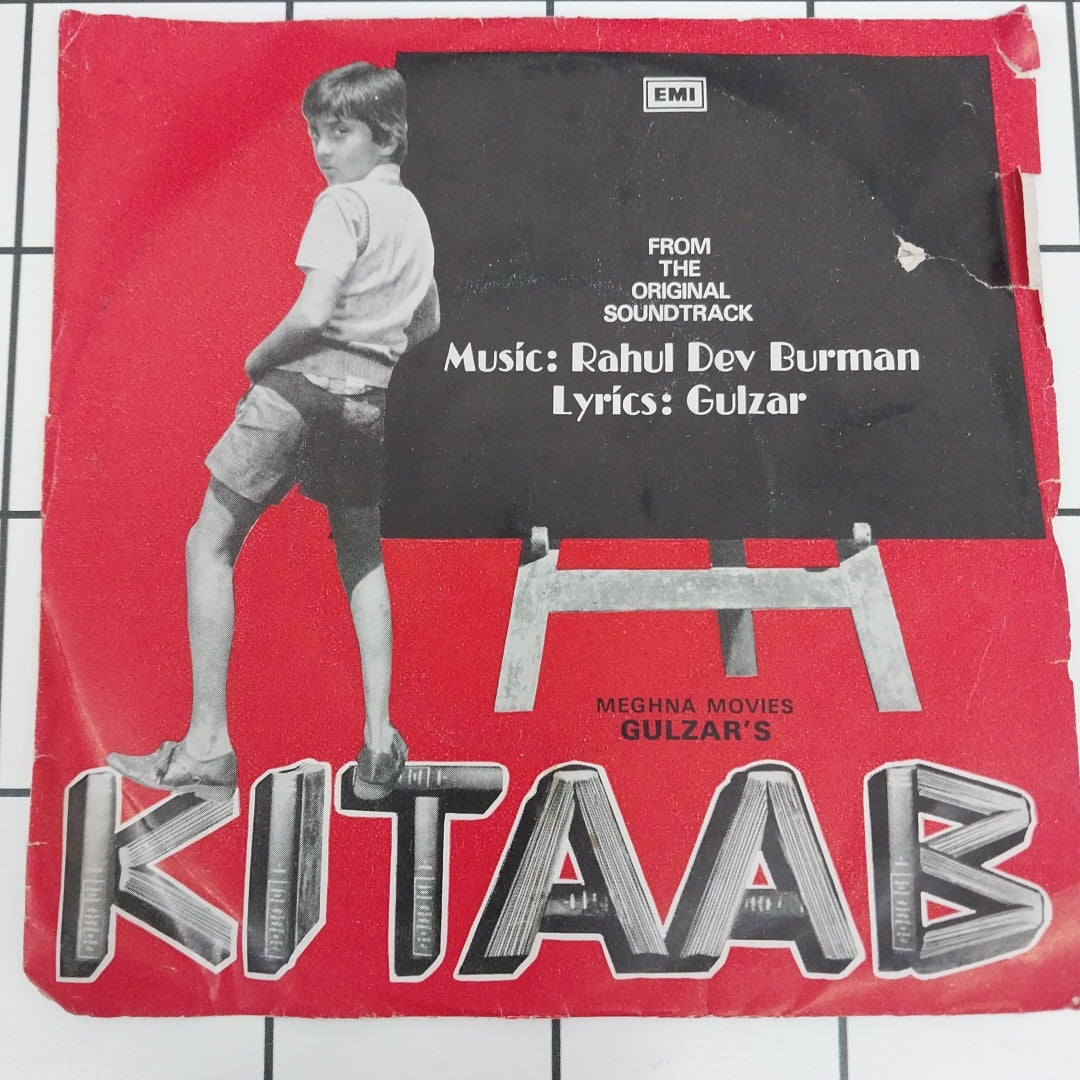 EMI
FROM
THE
ORIGINAL
SOUNDTRACK
Music: Rahul Dev Burman
Lyrics: Gulzar
MEGHNA MOVIES
GULZAR'S
KITAAB